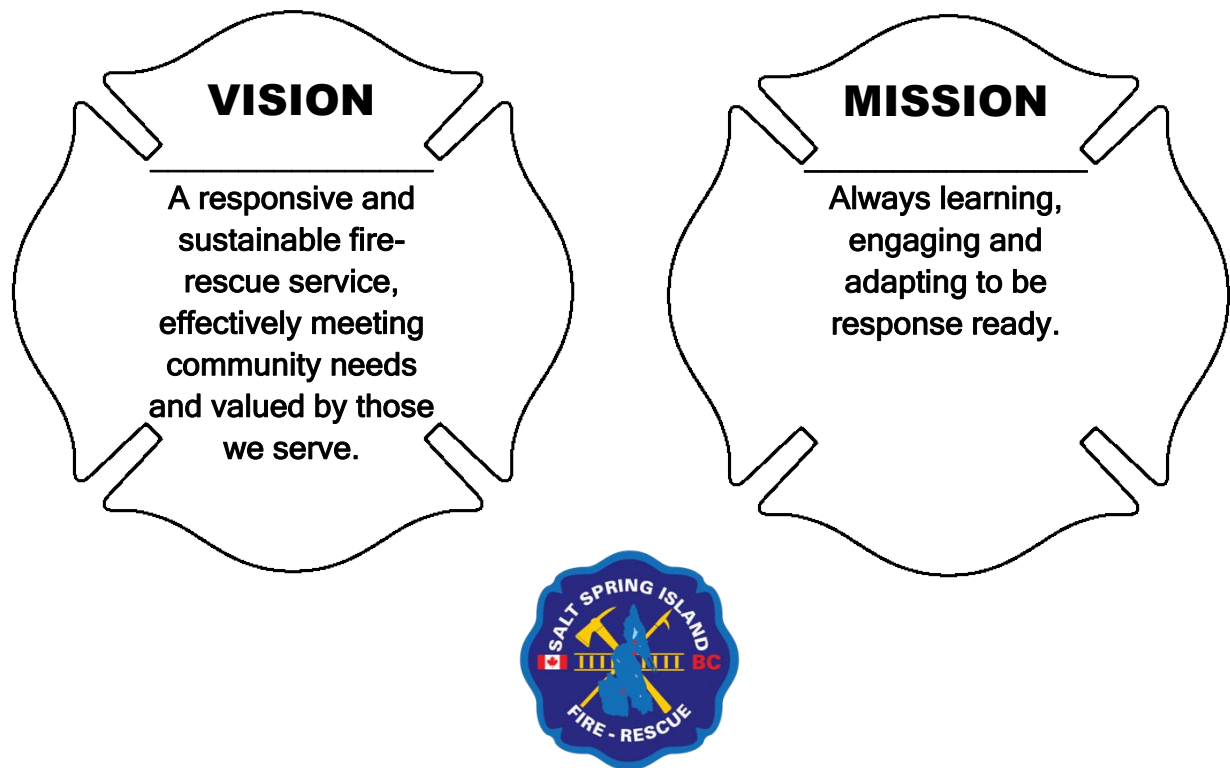 VISION
A responsive and
sustainable fire-
rescue service,
effectively meeting
community needs
and valued by those
we serve.
MISSION
Always learning,
engaging and
adapting to be
response ready.
SALT SPRING ISLAND
BC
FIRE - RESCUE